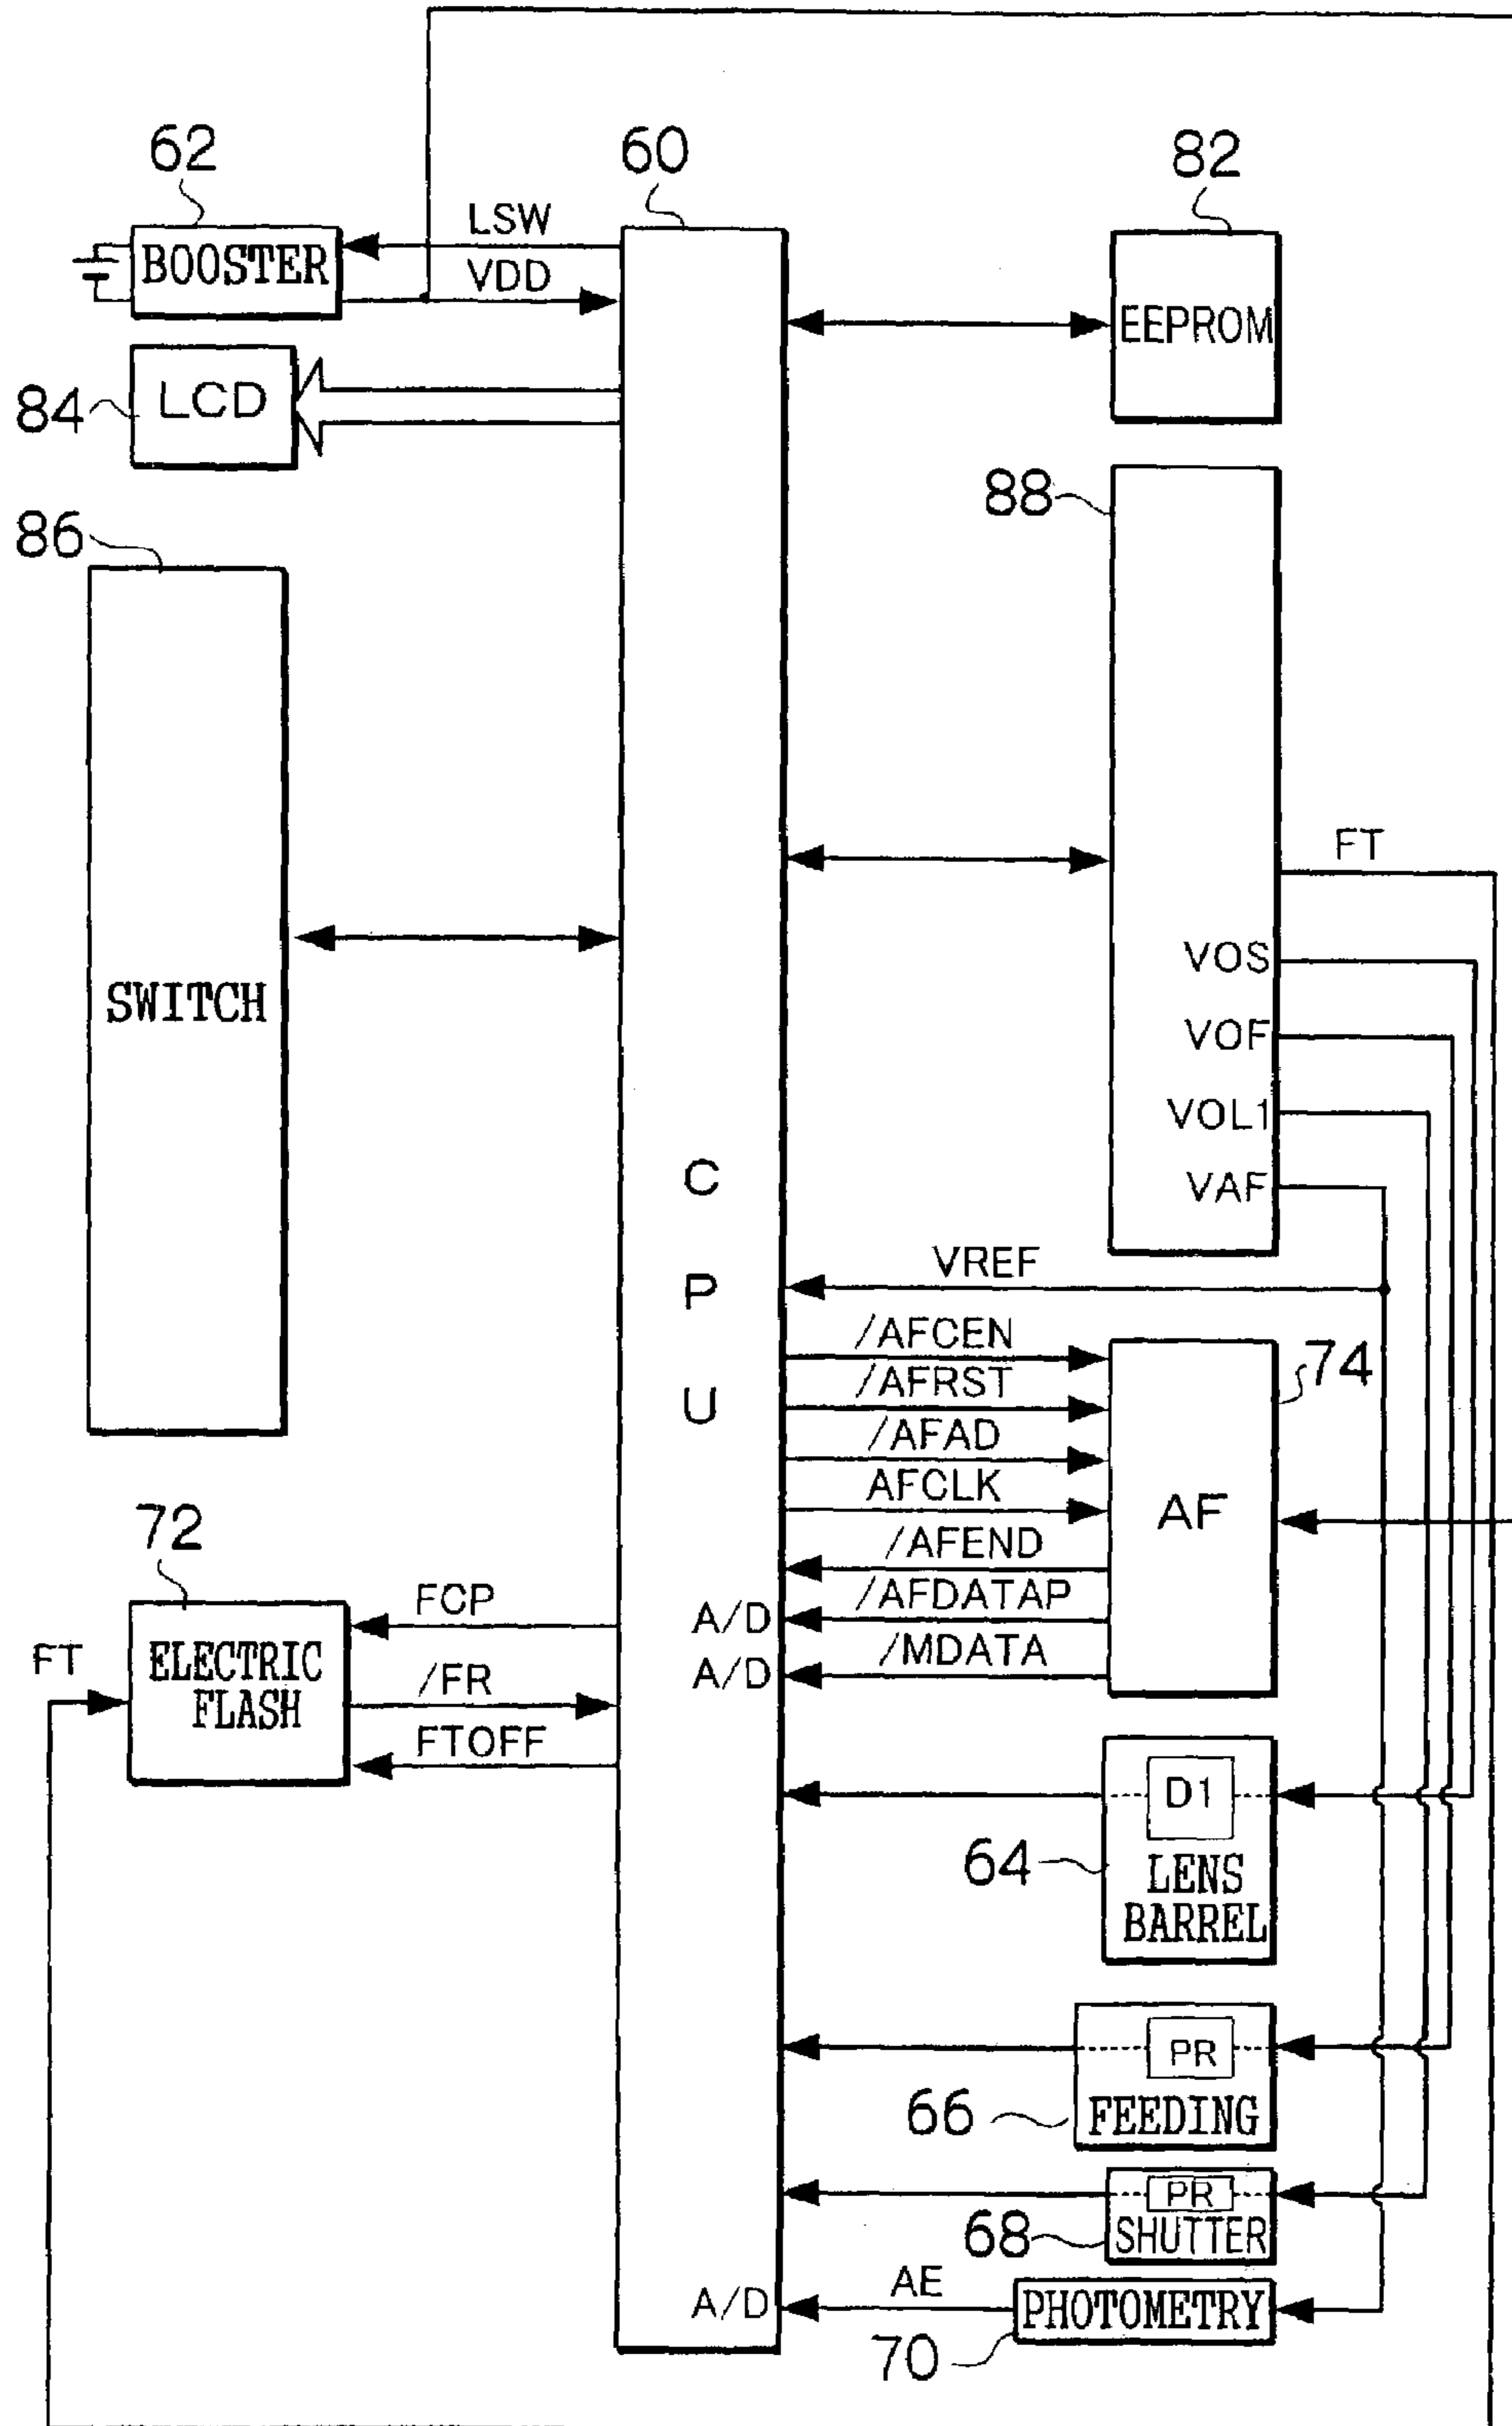 62
60
82
LSW
BOOSTER
VDD
EEPROM
LCD
84
88
86
FT
VOS
SWITCH
VOF
VOL1
C
VAF
VREF
P
/AFCEN
74
/AFRST
U
/AFAD
AFCLK
AF
72
/AFEND
FCP
A/D
/AFDATAP
FT
ELECTRIC
FLASH
/FR
A/D
/MDATA
FTOFF
D1
64
LENS
BARREL
PR
66
FEEDING
PR
68
SHUTTER
AE
A/D
PHOTOMETRY
70